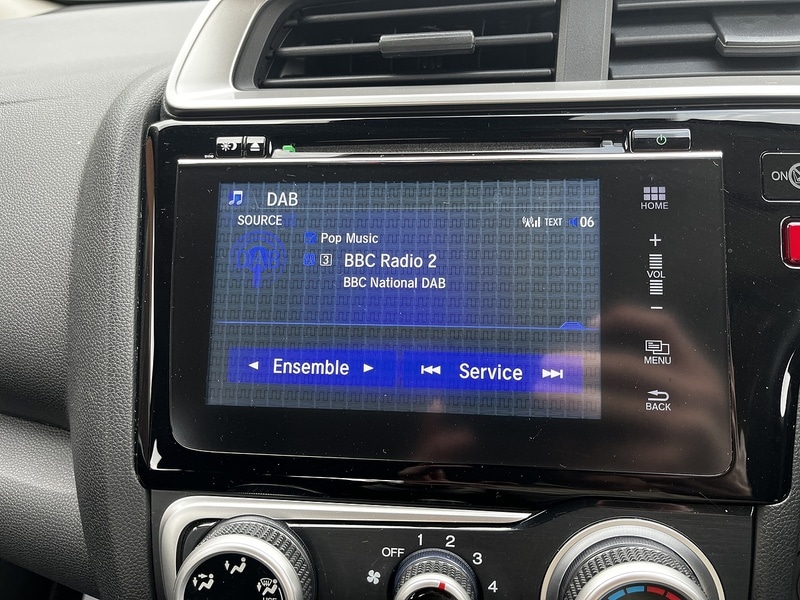 DAB
SOURCE
TEXT 06
Pop Music
3 BBC Radio 2
BBC National DAB
Ensemble
Service
HOME
+
VOL
−
MENU
BACK
ON
OFF 1 2 3 4